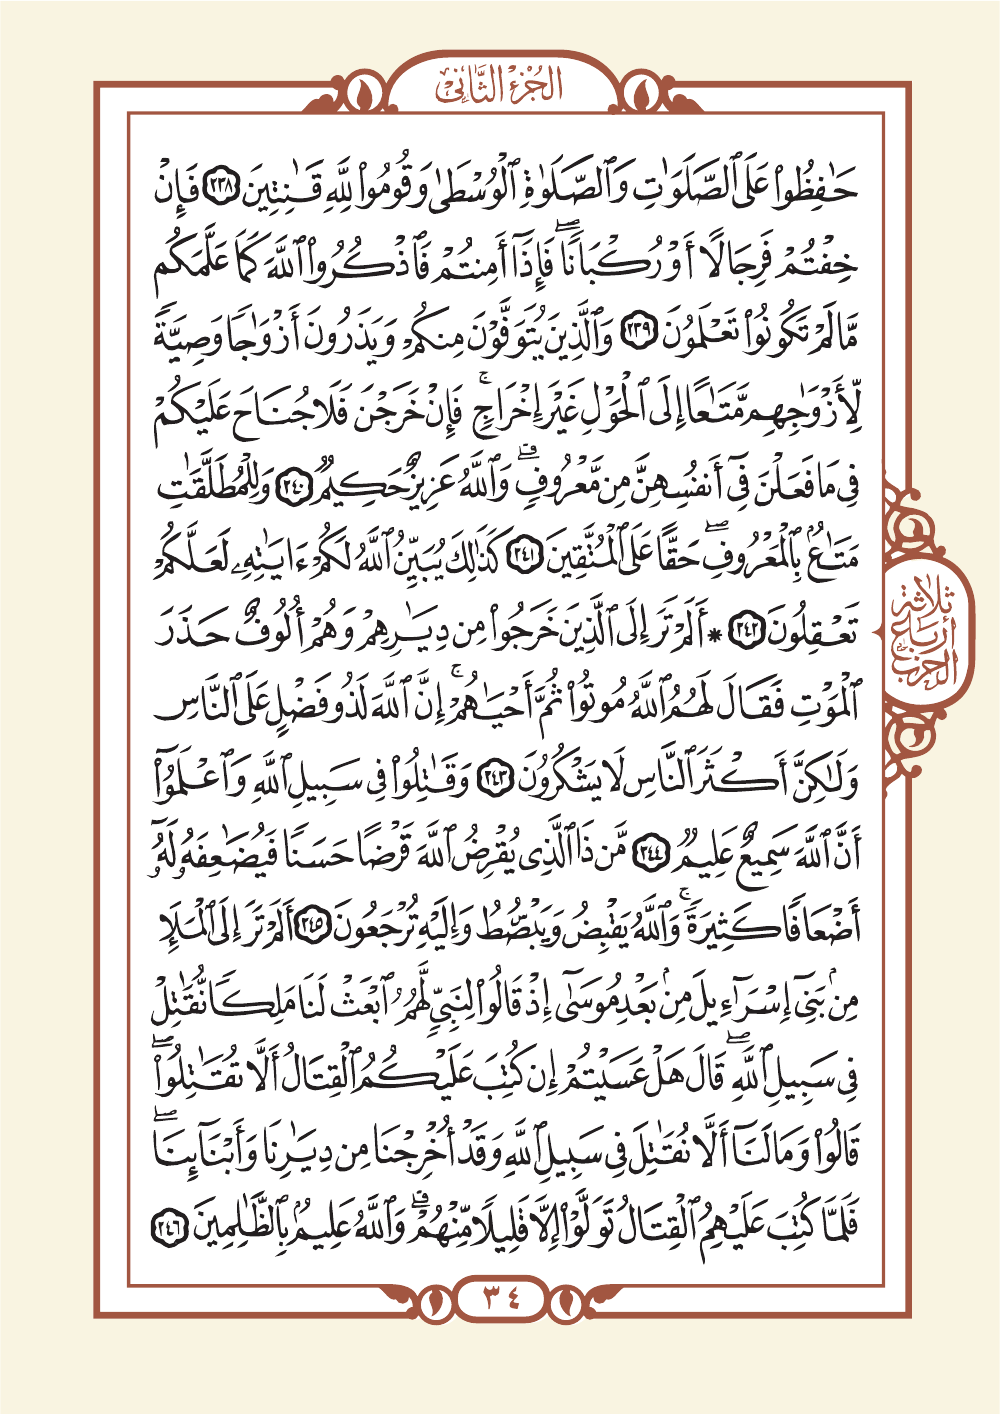 الجُزْءُ الثَّانِي
حَٰفِظُوا۟ عَلَى ٱلصَّلَوَٰتِ وَٱلصَّلَوٰةِ ٱلْوُسْطَىٰ وَقُومُوا۟ لِلَّهِ قَٰنِتِينَ ٢٣٨ فَإِنْ
خِفْتُمْ فَرِجَالًا أَوْ رُكْبَانًا ۖ فَإِذَآ أَمِنتُمْ فَٱذْكُرُوا۟ ٱللَّهَ كَمَا عَلَّمَكُم
مَّا لَمْ تَكُونُوا۟ تَعْلَمُونَ ٢٣٩ وَٱلَّذِينَ يُتَوَفَّوْنَ مِنكُمْ وَيَذَرُونَ أَزْوَٰجًا وَصِيَّةً
لِّأَزْوَٰجِهِم مَّتَٰعًا إِلَى ٱلْحَوْلِ غَيْرَ إِخْرَاجٍ ۚ فَإِنْ خَرَجْنَ فَلَا جُنَاحَ عَلَيْكُمْ
فِى مَا فَعَلْنَ فِىٓ أَنفُسِهِنَّ مِن مَّعْرُوفٍ ۗ وَٱللَّهُ عَزِيزٌ حَكِيمٌ ٢٤٠ وَلِلْمُطَلَّقَٰتِ
مَتَٰعٌۢ بِٱلْمَعْرُوفِ ۖ حَقًّا عَلَى ٱلْمُتَّقِينَ ٢٤١ كَذَٰلِكَ يُبَيِّنُ ٱللَّهُ لَكُمْ ءَايَٰتِهِۦ لَعَلَّكُمْ
تَعْقِلُونَ ٢٤٢ * أَلَمْ تَرَ إِلَى ٱلَّذِينَ خَرَجُوا۟ مِن دِيَٰرِهِمْ وَهُمْ أُلُوفٌ حَذَرَ
ٱلْمَوْتِ فَقَالَ لَهُمُ ٱللَّهُ مُوتُوا۟ ثُمَّ أَحْيَٰهُمْ ۚ إِنَّ ٱللَّهَ لَذُو فَضْلٍ عَلَى ٱلنَّاسِ
وَلَٰكِنَّ أَكْثَرَ ٱلنَّاسِ لَا يَشْكُرُونَ ٢٤٣ وَقَٰتِلُوا۟ فِى سَبِيلِ ٱللَّهِ وَٱعْلَمُوٓا۟
أَنَّ ٱللَّهَ سَمِيعٌ عَلِيمٌ ٢٤٤ مَّن ذَا ٱلَّذِى يُقْرِضُ ٱللَّهَ قَرْضًا حَسَنًا فَيُضَٰعِفَهُۥ لَهُۥٓ
أَضْعَافًا كَثِيرَةً ۚ وَٱللَّهُ يَقْبِضُ وَيَبْصُۜطُ وَإِلَيْهِ تُرْجَعُونَ ٢٤٥ أَلَمْ تَرَ إِلَى ٱلْمَلَإِ
مِنۢ بَنِىٓ إِسْرَٰٓءِيلَ مِنۢ بَعْدِ مُوسَىٰٓ إِذْ قَالُوا۟ لِنَبِىٍّ لَّهُمُ ٱبْعَثْ لَنَا مَلِكًا نُّقَٰتِلْ
فِى سَبِيلِ ٱللَّهِ ۖ قَالَ هَلْ عَسَيْتُمْ إِن كُتِبَ عَلَيْكُمُ ٱلْقِتَالُ أَلَّا تُقَٰتِلُوا۟ ۖ
قَالُوا۟ وَمَا لَنَآ أَلَّا نُقَٰتِلَ فِى سَبِيلِ ٱللَّهِ وَقَدْ أُخْرِجْنَا مِن دِيَٰرِنَا وَأَبْنَآئِنَا ۖ
فَلَمَّا كُتِبَ عَلَيْهِمُ ٱلْقِتَالُ تَوَلَّوْا۟ إِلَّا قَلِيلًا مِّنْهُمْ ۗ وَٱللَّهُ عَلِيمٌۢ بِٱلظَّٰلِمِينَ ٢٤٦
ثلاثة
أرباع
الحزب
٣٤